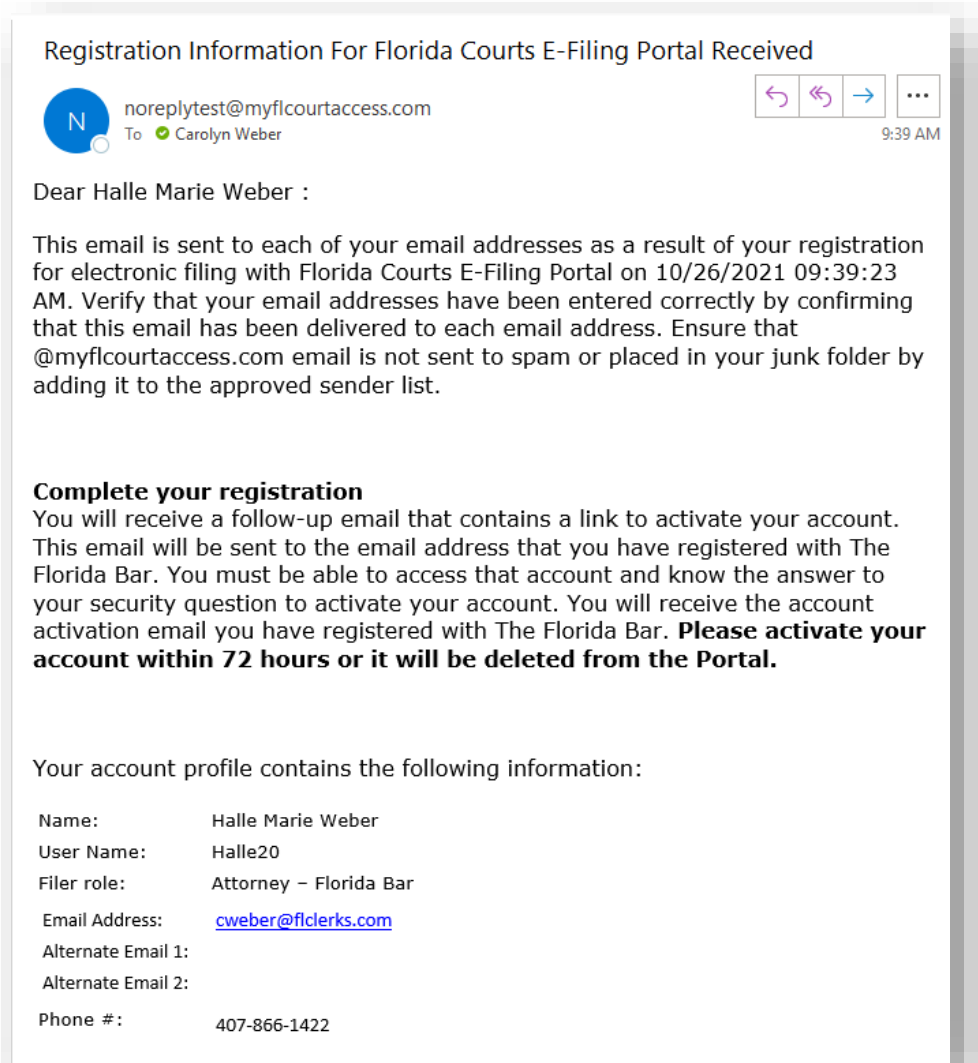 Registration Information For Florida Courts E-Filing Portal Received
N
noreplytest@myflcourtaccess.com
To Carolyn Weber
9:39 AM
Dear Halle Marie Weber :
This email is sent to each of your email addresses as a result of your registration
for electronic filing with Florida Courts E-Filing Portal on 10/26/2021 09:39:23
AM. Verify that your email addresses have been entered correctly by confirming
that this email has been delivered to each email address. Ensure that
@myflcourtaccess.com email is not sent to spam or placed in your junk folder by
adding it to the approved sender list.
Complete your registration
You will receive a follow-up email that contains a link to activate your account.
This email will be sent to the email address that you have registered with The
Florida Bar. You must be able to access that account and know the answer to
your security question to activate your account. You will receive the account
activation email you have registered with The Florida Bar. Please activate your
account within 72 hours or it will be deleted from the Portal.
Your account profile contains the following information:
Name: Halle Marie Weber
User Name: Halle20
Filer role: Attorney – Florida Bar
Email Address: cweber@flclerks.com
Alternate Email 1:
Alternate Email 2:
Phone #: 407-866-1422